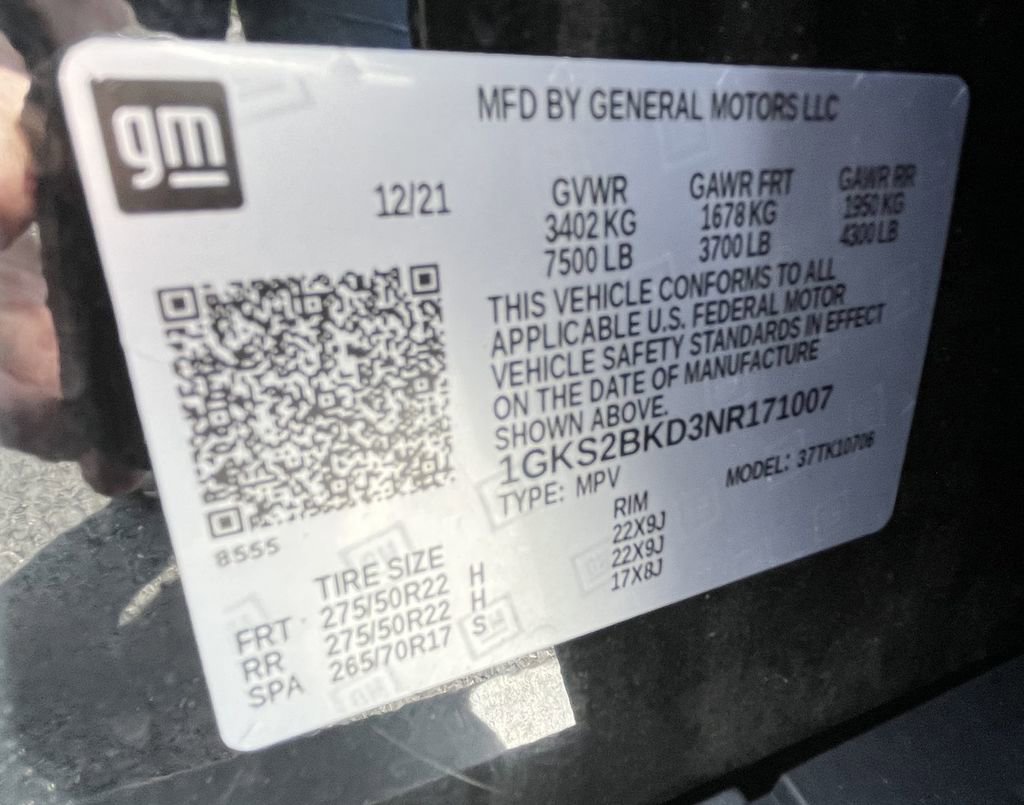 gm
MFD BY GENERAL MOTORS LLC
12/21 GVWR GAWR FRT GAWR RR
3402 KG 1678 KG 1950 KG
7500 LB 3700 LB 4300 LB
THIS VEHICLE CONFORMS TO ALL
APPLICABLE U.S. FEDERAL MOTOR
VEHICLE SAFETY STANDARDS IN EFFECT
ON THE DATE OF MANUFACTURE
SHOWN ABOVE.
1GKS2BKD3NR171007
TYPE: MPV MODEL: 37TK10706
8555
TIRE SIZE RIM
FRT 275/50R22 H 22X9J
RR 275/50R22 H 22X9J
SPA 265/70R17 S 17X8J